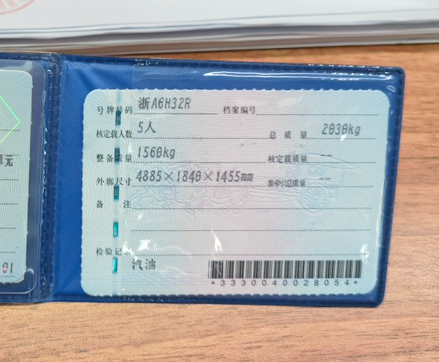 号牌号码 浙A6H32R 档案编号
核定载人数 5人 总质量 2030kg
整备质量 1560kg 核定载质量 --
外廓尺寸 4885×1840×1455mm 准牵引总质量 --
备注
检验记录
汽油
*3330040028054*